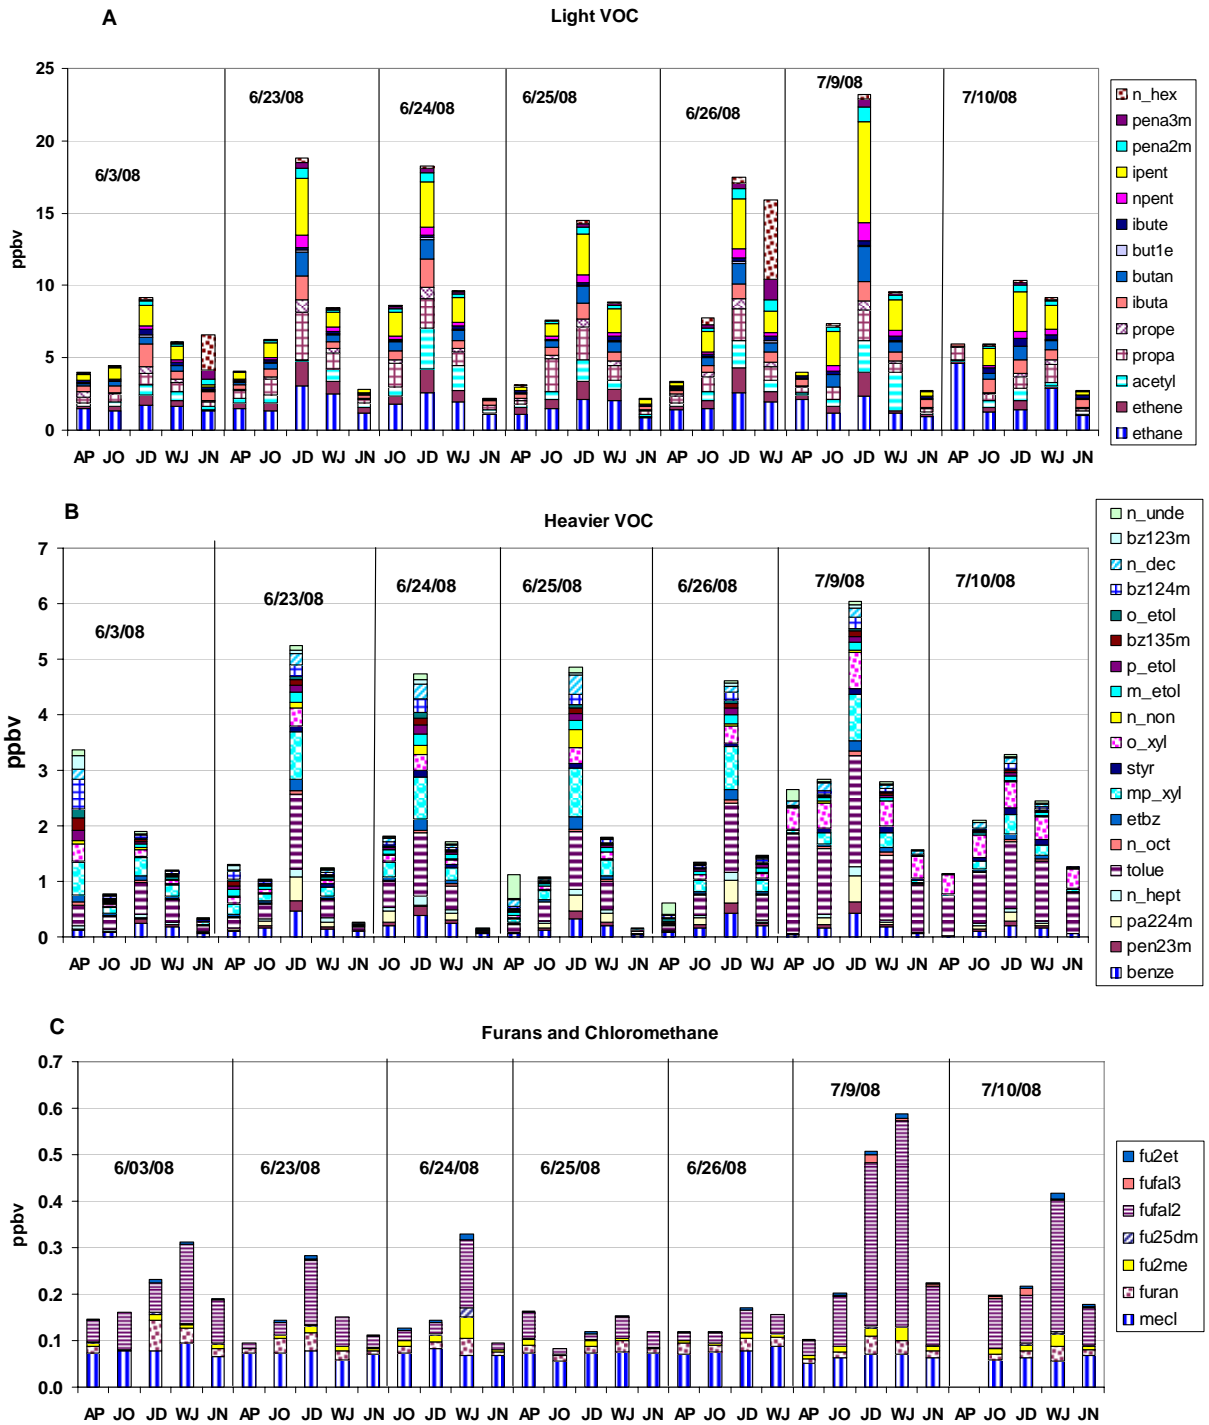 A
Light VOC
25
20
15
10
5
0
ppbv
6/3/08
6/23/08
6/24/08
6/25/08
6/26/08
7/9/08
7/10/08
AP JO JD WJ JN AP JO JD WJ JN JO JD WJ JN AP JO JD WJ JN AP JO JD WJ AP JO JD WJ JN AP JO JD WJ JN
n_hex
pena3m
pena2m
ipent
npent
ibute
but1e
butan
ibuta
prope
propa
acetyl
ethene
ethane
B
Heavier VOC
7
6
5
4
3
2
1
0
ppbv
6/3/08
6/23/08
6/24/08
6/25/08
6/26/08
7/9/08
7/10/08
AP JO JD WJ JN AP JO JD WJ JN JO JD WJ JN AP JO JD WJ JN AP JO JD WJ AP JO JD WJ JN AP JO JD WJ JN
n_unde
bz123m
n_dec
bz124m
o_etol
bz135m
p_etol
m_etol
n_non
o_xyl
styr
mp_xyl
etbz
n_oct
tolue
n_hept
pa224m
pen23m
benze
C
Furans and Chloromethane
0.7
0.6
0.5
0.4
0.3
0.2
0.1
0.0
ppbv
6/03/08
6/23/08
6/24/08
6/25/08
6/26/08
7/9/08
7/10/08
AP JO JD WJ JN AP JO JD WJ JN JO JD WJ JN AP JO JD WJ JN AP JO JD WJ AP JO JD WJ JN AP JO JD WJ JN
fu2et
fufal3
fufal2
fu25dm
fu2me
furan
mecl